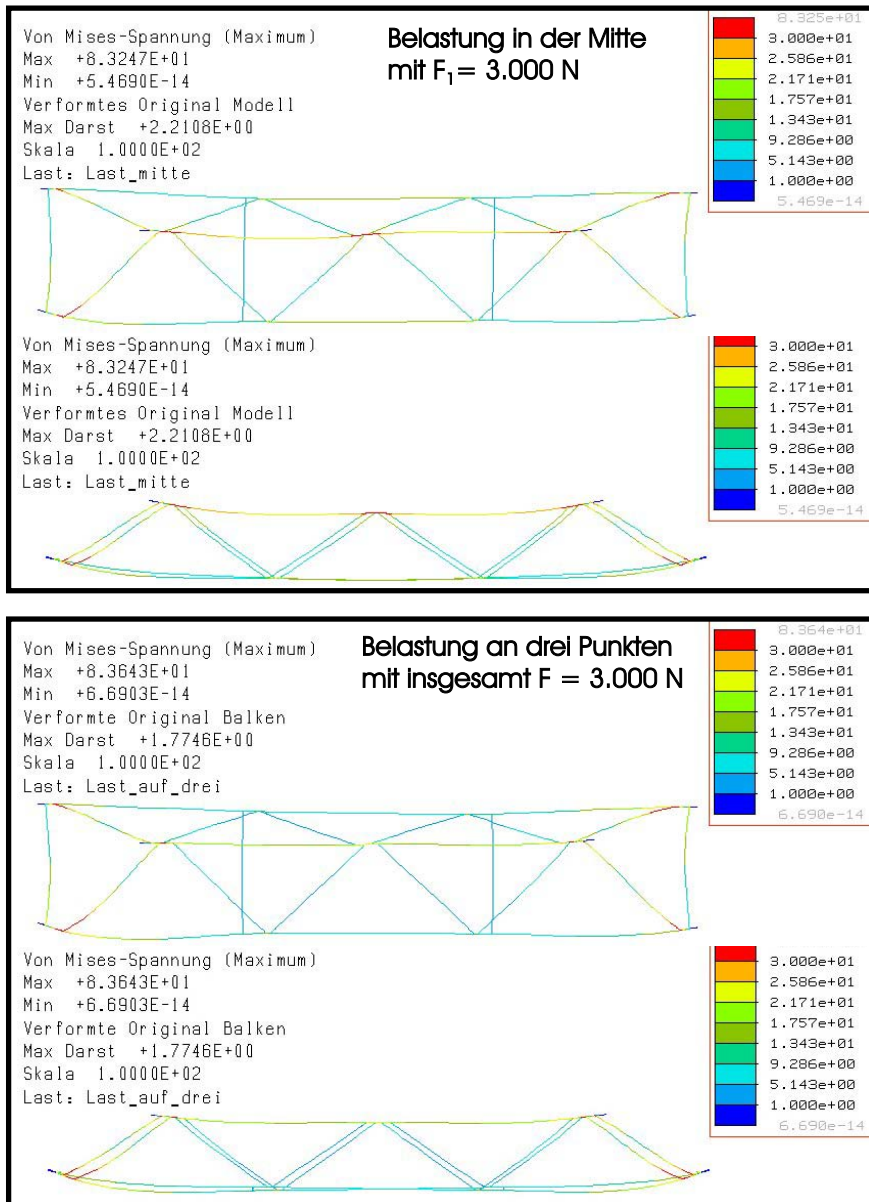 Von Mises-Spannung (Maximum)
Max +8.3247E+01
Min +5.4690E-14
Verformtes Original Modell
Max Darst +2.2108E+00
Skala 1.0000E+02
Last: Last_mitte
Belastung in der Mitte
mit F1= 3.000 N
8.325e+01
3.000e+01
2.586e+01
2.171e+01
1.757e+01
1.343e+01
9.286e+00
5.143e+00
1.000e+00
5.469e-14
Von Mises-Spannung (Maximum)
Max +8.3247E+01
Min +5.4690E-14
Verformtes Original Modell
Max Darst +2.2108E+00
Skala 1.0000E+02
Last: Last_mitte
3.000e+01
2.586e+01
2.171e+01
1.757e+01
1.343e+01
9.286e+00
5.143e+00
1.000e+00
5.469e-14
Von Mises-Spannung (Maximum)
Max +8.3643E+01
Min +6.6903E-14
Verformte Original Balken
Max Darst +1.7746E+00
Skala 1.0000E+02
Last: Last_auf_drei
Belastung an drei Punkten
mit insgesamt F = 3.000 N
8.364e+01
3.000e+01
2.586e+01
2.171e+01
1.757e+01
1.343e+01
9.286e+00
5.143e+00
1.000e+00
6.690e-14
Von Mises-Spannung (Maximum)
Max +8.3643E+01
Min +6.6903E-14
Verformte Original Balken
Max Darst +1.7746E+00
Skala 1.0000E+02
Last: Last_auf_drei
3.000e+01
2.586e+01
2.171e+01
1.757e+01
1.343e+01
9.286e+00
5.143e+00
1.000e+00
6.690e-14